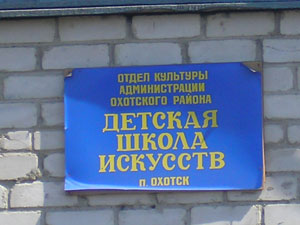 ОТДЕЛ КУЛЬТУРЫ
АДМИНИСТРАЦИИ
ОХОТСКОГО РАЙОНА
ДЕТСКАЯ
ШКОЛА
ИСКУССТВ
П. ОХОТСК